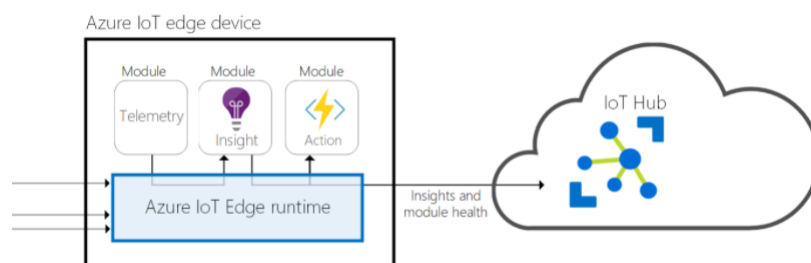 Azure IoT edge device
Module
Module
Module
Telemetry
Insight
Action
Azure IoT Edge runtime
Insights and
module health
IoT Hub